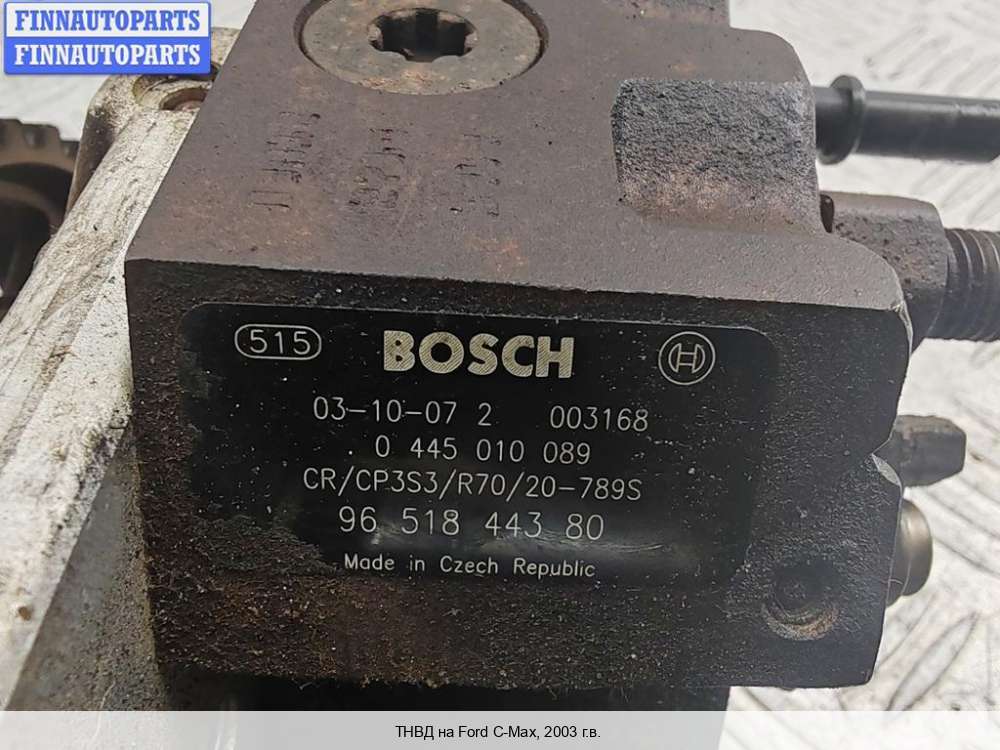 FINNAUTOPARTS
FINNAUTOPARTS
515 BOSCH
03-10-07 2 003168
0 445 010 089
CR/CP3S3/R70/20-789S
96 518 443 80
Made in Czech Republic
ТНВД на Ford C-Max, 2003 г.в.